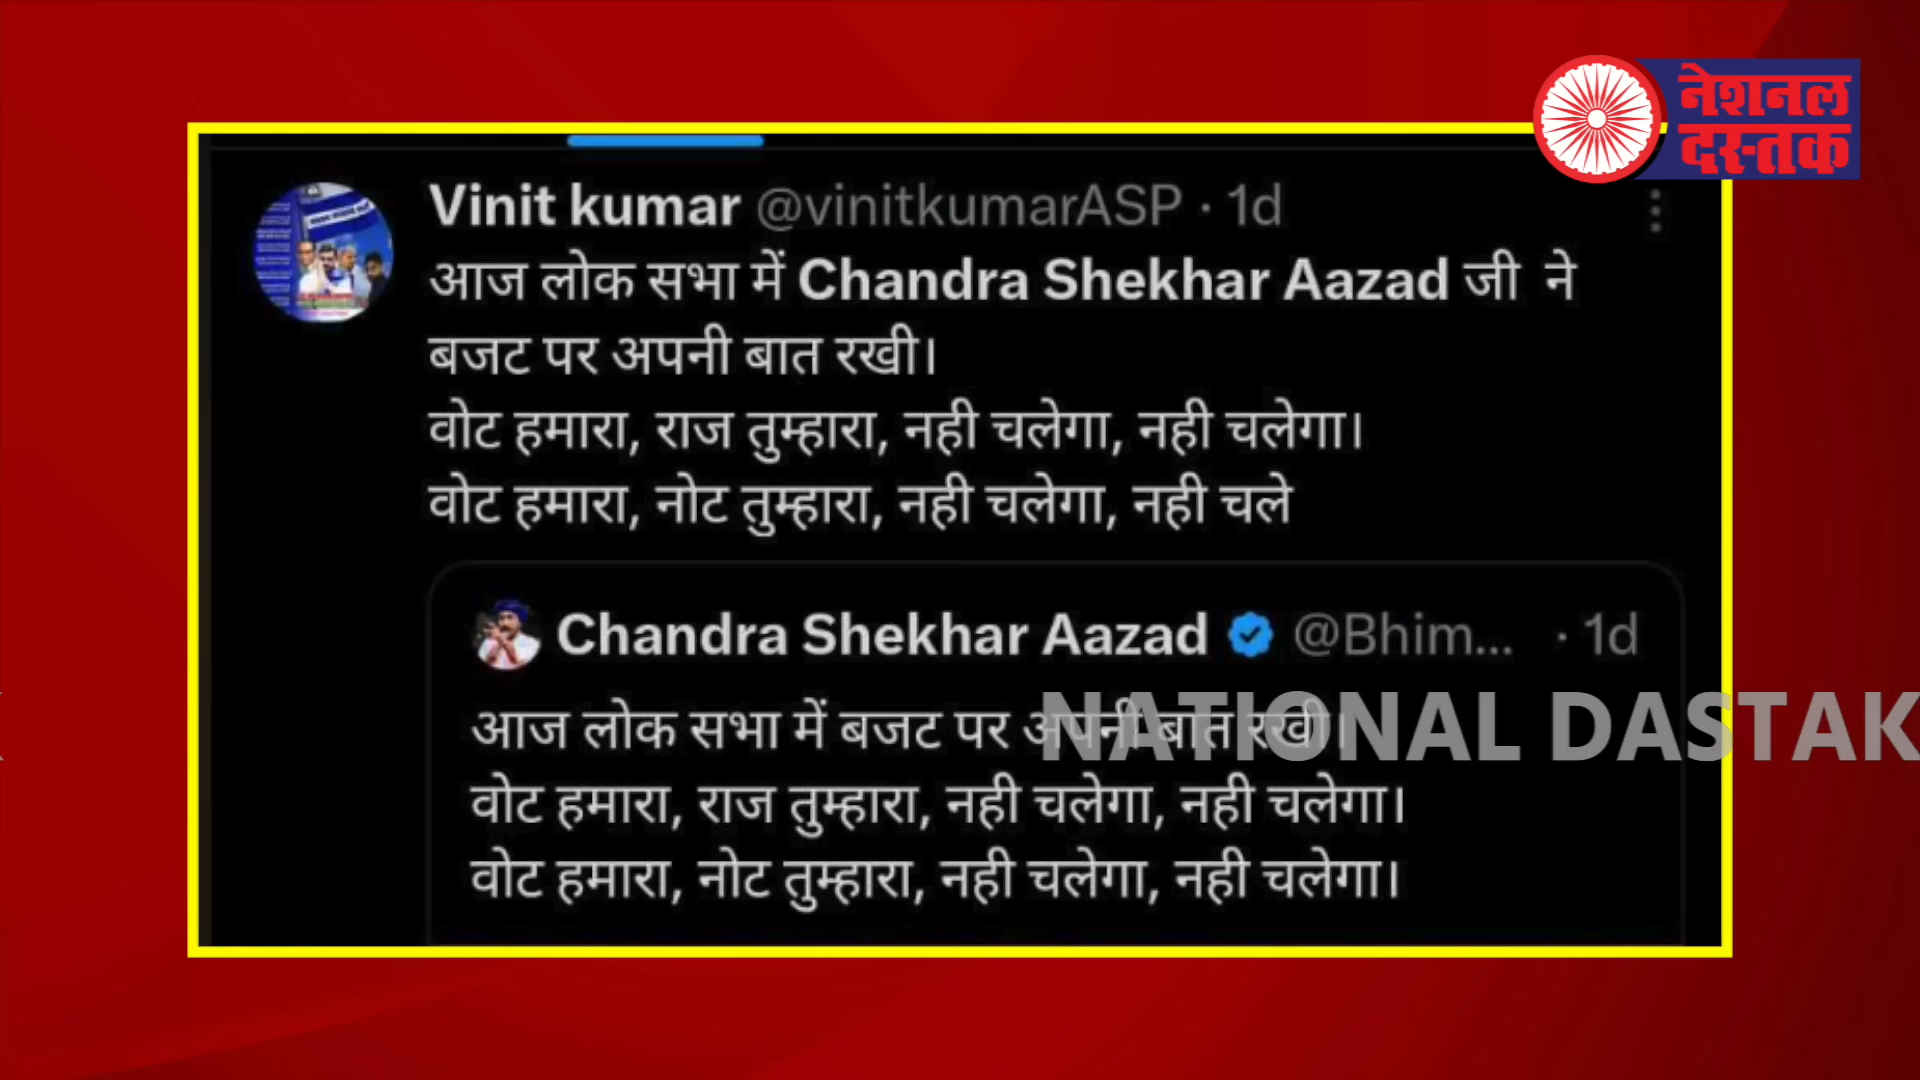 नेशनल
दस्तक
Vinit kumar @vinitkumarASP · 1d
आज लोक सभा में Chandra Shekhar Aazad जी ने
बजट पर अपनी बात रखी।
वोट हमारा, राज तुम्हारा, नही चलेगा, नही चलेगा।
वोट हमारा, नोट तुम्हारा, नही चलेगा, नही चले
Chandra Shekhar Aazad @Bhim... · 1d
आज लोक सभा में बजट पर अपनी बात रखी।
NATIONAL DASTAK
वोट हमारा, राज तुम्हारा, नही चलेगा, नही चलेगा।
वोट हमारा, नोट तुम्हारा, नही चलेगा, नही चलेगा।